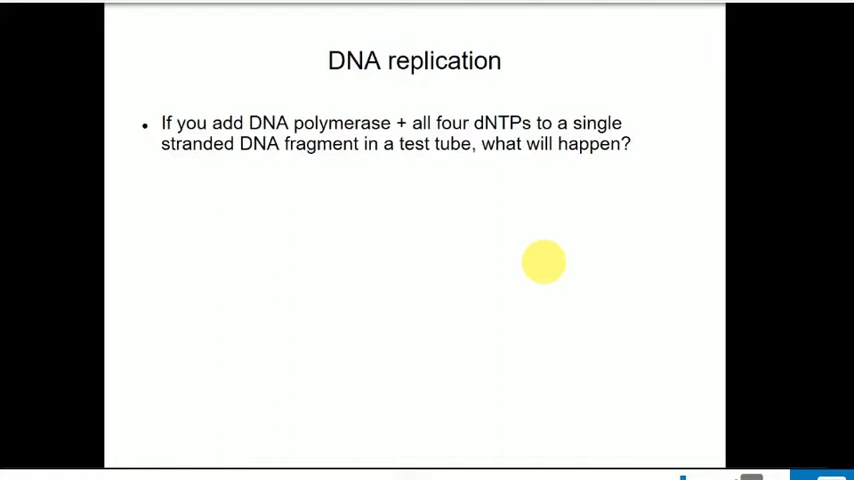 DNA replication
• If you add DNA polymerase + all four dNTPs to a single
stranded DNA fragment in a test tube, what will happen?